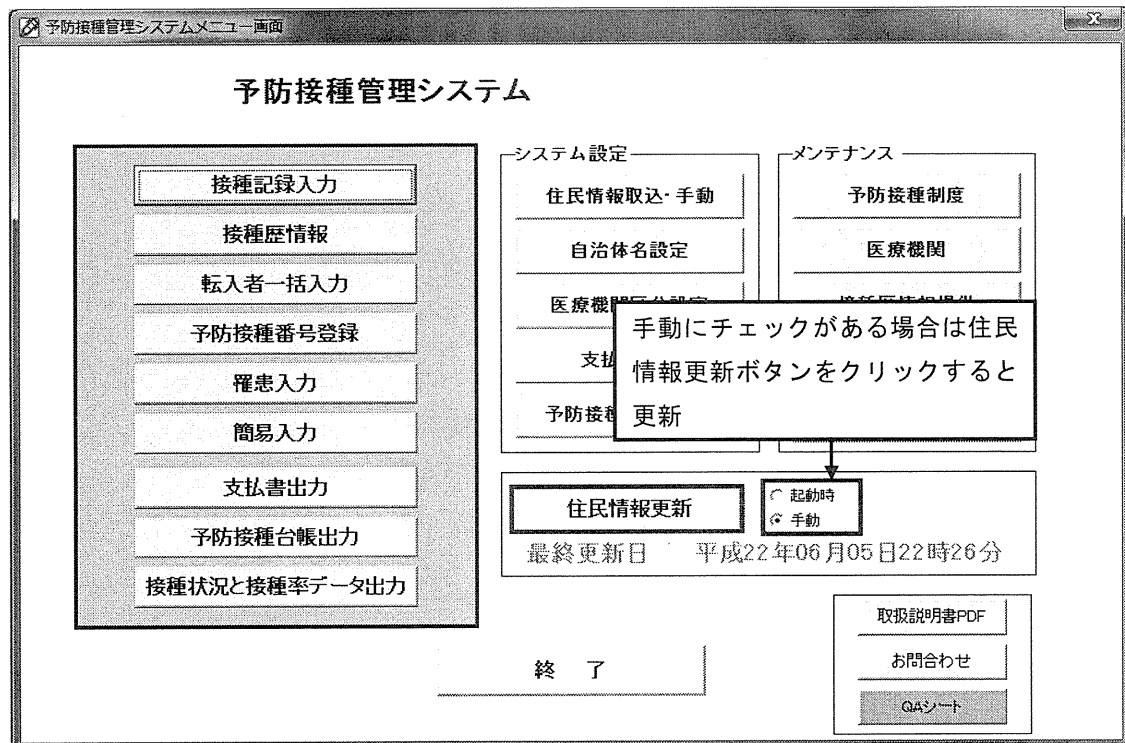 予防接種管理システムメニュー画面
予防接種管理システム
接種記録入力
接種歴情報
転入者一括入力
予防接種番号登録
罹患入力
簡易入力
支払書出力
予防接種台帳出力
接種状況と接種率データ出力
システム設定
住民情報取込・手動
自治体名設定
医療機関区分設定
支払
予防接種
メンテナンス
予防接種制度
医療機関
接種歴情報提供
手動にチェックがある場合は住民
情報更新ボタンをクリックすると
更新
住民情報更新
起動時
手動
最終更新日 平成22年06月05日22時26分
取扱説明書PDF
お問合わせ
QAシート
終 了